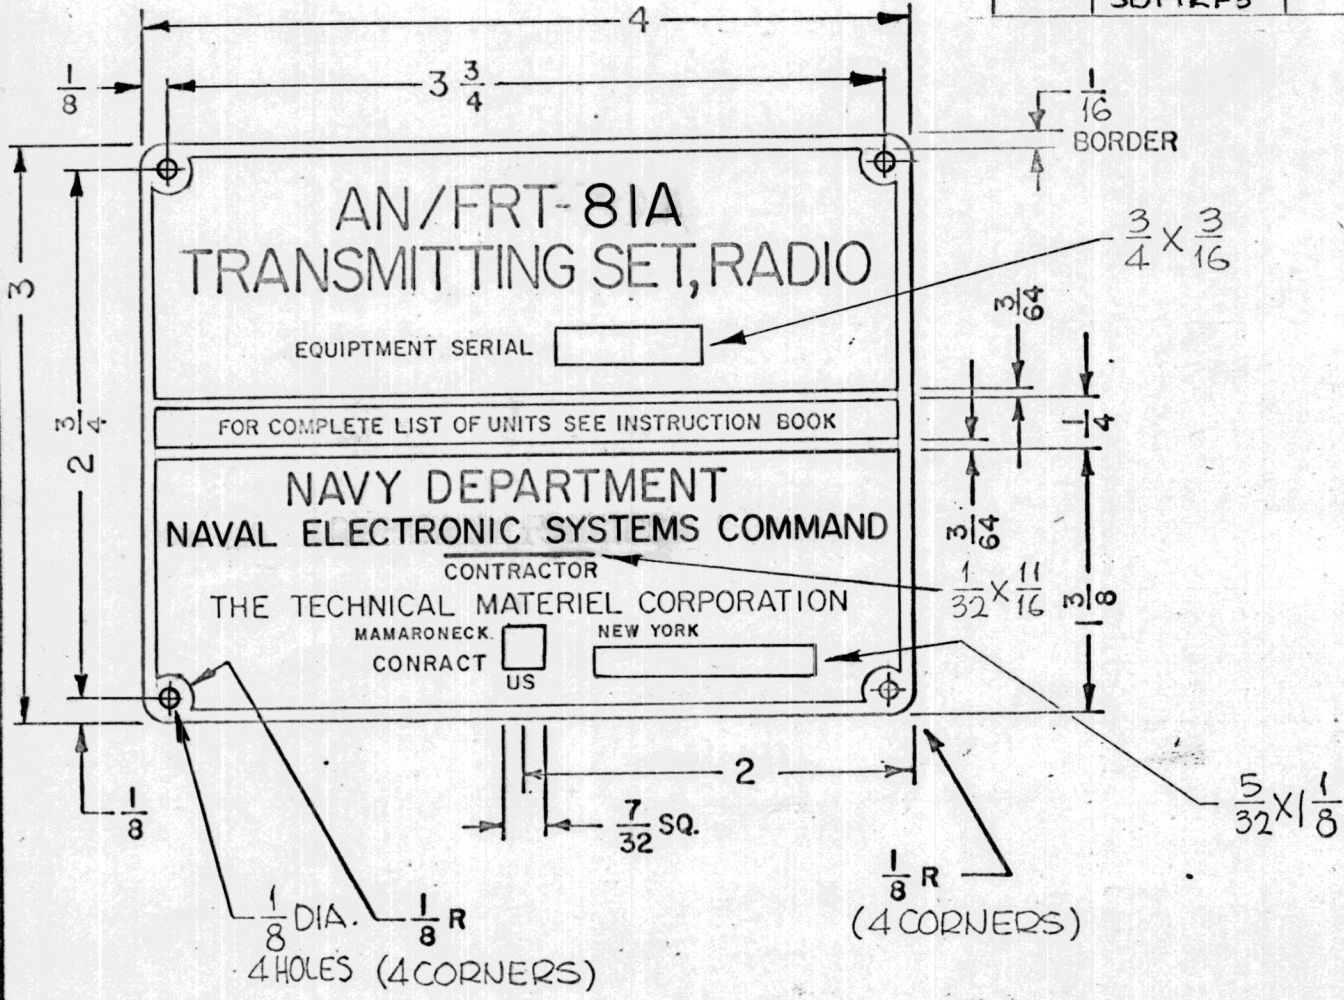 4
1/8
3 3/4
1/16
BORDER
3
2 3/4
AN/FRT-81A
TRANSMITTING SET, RADIO
3/4 X 3/16
EQUIPTMENT SERIAL
3/64
FOR COMPLETE LIST OF UNITS SEE INSTRUCTION BOOK
1/4
NAVY DEPARTMENT
NAVAL ELECTRONIC SYSTEMS COMMAND
3/64
CONTRACTOR
1/32 X 11/16
1 3/8
THE TECHNICAL MATERIEL CORPORATION
MAMARONECK. NEW YORK
CONRACT
US
2
1/8
7/32 SQ.
5/32 X 1 1/8
1/8 R
(4 CORNERS)
1/8 DIA.
4 HOLES
1/8 R
(4 CORNERS)